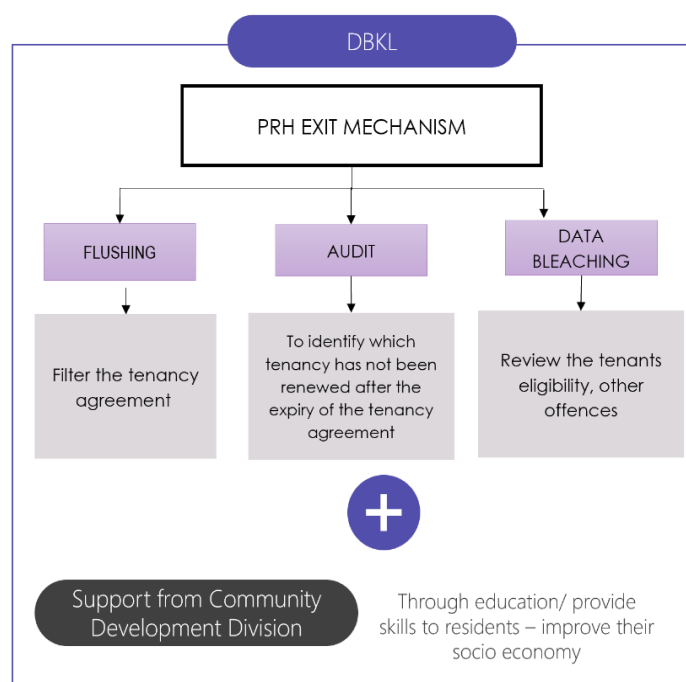 DBKL
PRH EXIT MECHANISM
FLUSHING
AUDIT
DATA
BLEACHING
Filter the tenancy
agreement
To identify which
tenancy has not been
renewed after the
expiry of the tenancy
agreement
Review the tenants
eligibility, other
offences
+
Support from Community
Development Division
Through education/ provide
skills to residents – improve their
socio economy